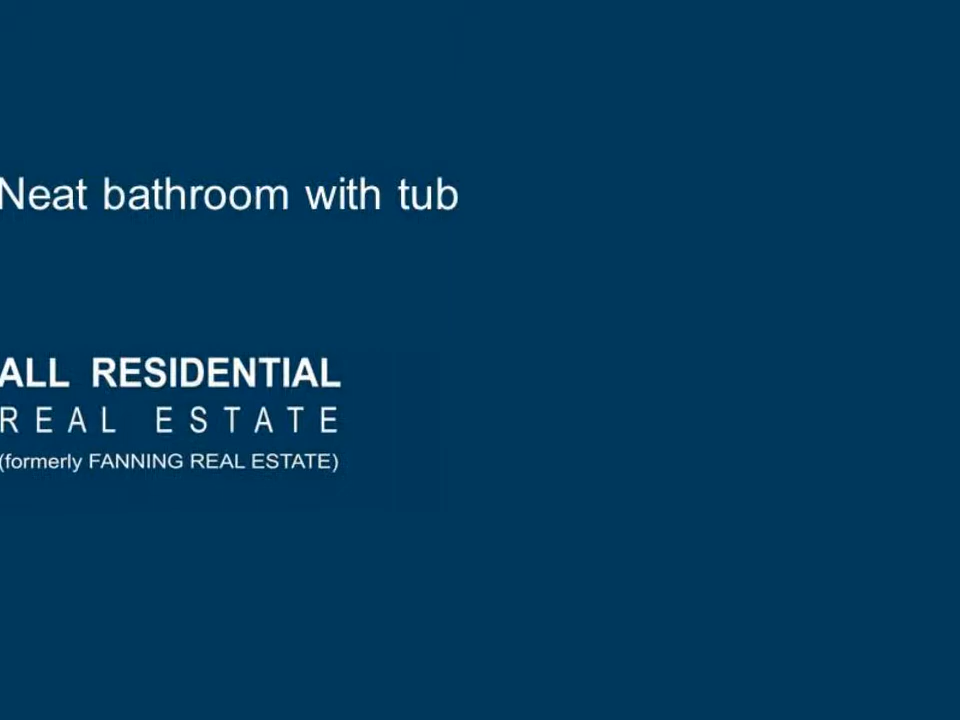 Neat bathroom with tub
ALL RESIDENTIAL
REAL ESTATE
(formerly FANNING REAL ESTATE)